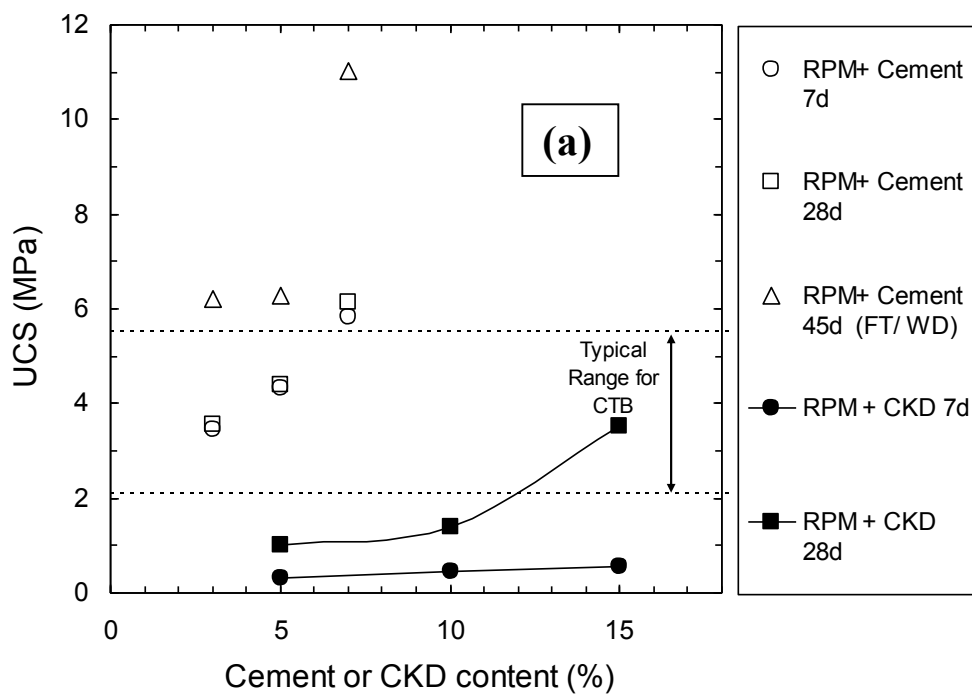 12
10
8
6
4
2
0
UCS (MPa)
(a)
Typical
Range for
CTB
0
5
10
15
Cement or CKD content (%)
RPM+ Cement
7d
RPM+ Cement
28d
RPM+ Cement
45d (FT/ WD)
RPM + CKD 7d
RPM + CKD
28d